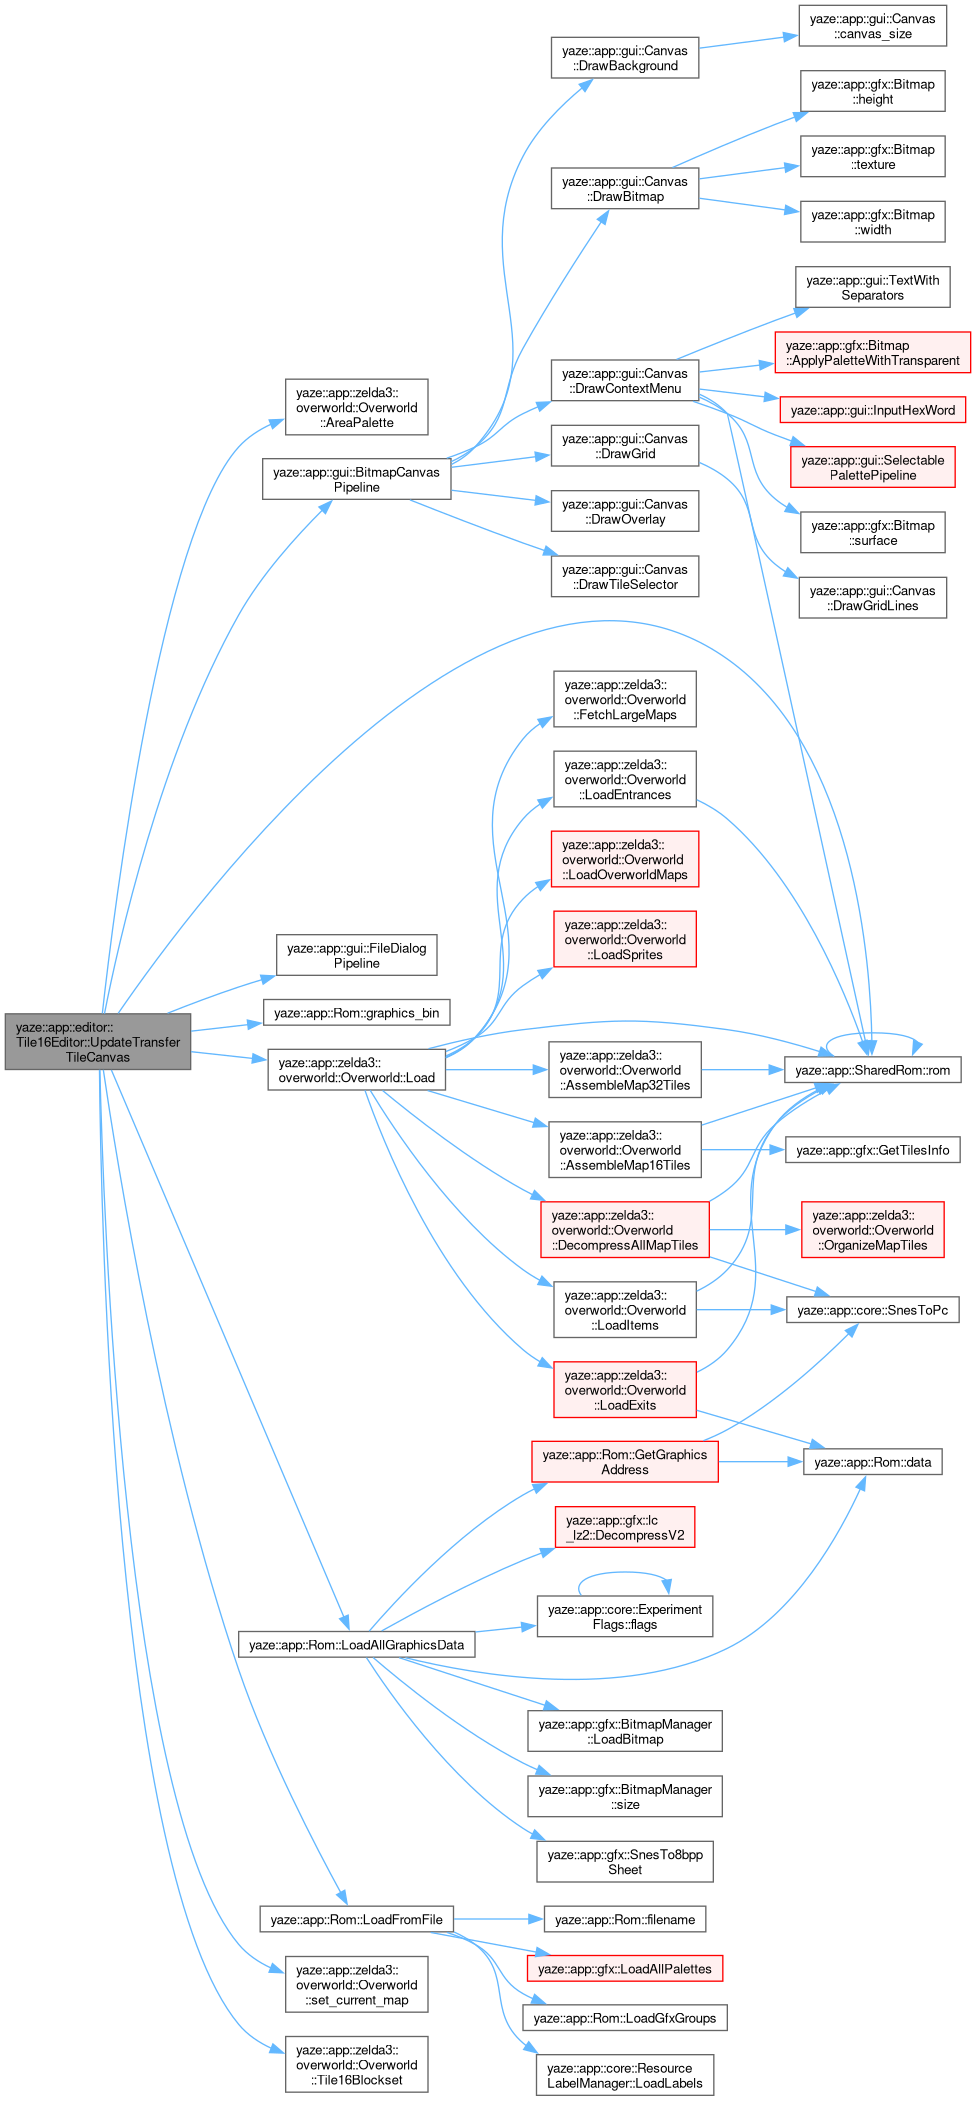 yaze::app::editor::
Tile16Editor::UpdateTransfer
TileCanvas
yaze::app::zelda3::
overworld::Overworld
::AreaPalette
yaze::app::gui::BitmapCanvas
Pipeline
yaze::app::gui::FileDialog
Pipeline
yaze::app::Rom::graphics_bin
yaze::app::zelda3::
overworld::Overworld::Load
yaze::app::Rom::LoadAllGraphicsData
yaze::app::Rom::LoadFromFile
yaze::app::zelda3::
overworld::Overworld
::set_current_map
yaze::app::zelda3::
overworld::Overworld
::Tile16Blockset
yaze::app::gui::Canvas
::DrawBackground
yaze::app::gui::Canvas
::DrawBitmap
yaze::app::gui::Canvas
::DrawContextMenu
yaze::app::gui::Canvas
::DrawGrid
yaze::app::gui::Canvas
::DrawOverlay
yaze::app::gui::Canvas
::DrawTileSelector
yaze::app::zelda3::
overworld::Overworld
::FetchLargeMaps
yaze::app::zelda3::
overworld::Overworld
::LoadEntrances
yaze::app::zelda3::
overworld::Overworld
::LoadOverworldMaps
yaze::app::zelda3::
overworld::Overworld
::LoadSprites
yaze::app::zelda3::
overworld::Overworld
::AssembleMap32Tiles
yaze::app::zelda3::
overworld::Overworld
::AssembleMap16Tiles
yaze::app::zelda3::
overworld::Overworld
::DecompressAllMapTiles
yaze::app::zelda3::
overworld::Overworld
::LoadItems
yaze::app::zelda3::
overworld::Overworld
::LoadExits
yaze::app::Rom::GetGraphics
Address
yaze::app::gfx::lc
_lz2::DecompressV2
yaze::app::core::Experiment
Flags::flags
yaze::app::gfx::BitmapManager
::LoadBitmap
yaze::app::gfx::BitmapManager
::size
yaze::app::gfx::SnesTo8bpp
Sheet
yaze::app::Rom::filename
yaze::app::gfx::LoadAllPalettes
yaze::app::Rom::LoadGfxGroups
yaze::app::core::Resource
LabelManager::LoadLabels
yaze::app::gui::Canvas
::canvas_size
yaze::app::gfx::Bitmap
::height
yaze::app::gfx::Bitmap
::texture
yaze::app::gfx::Bitmap
::width
yaze::app::gui::TextWith
Separators
yaze::app::gfx::Bitmap
::ApplyPaletteWithTransparent
yaze::app::gui::InputHexWord
yaze::app::gui::Selectable
PalettePipeline
yaze::app::gfx::Bitmap
::surface
yaze::app::gui::Canvas
::DrawGridLines
yaze::app::SharedRom::rom
yaze::app::gfx::GetTilesInfo
yaze::app::zelda3::
overworld::Overworld
::OrganizeMapTiles
yaze::app::core::SnesToPc
yaze::app::Rom::data